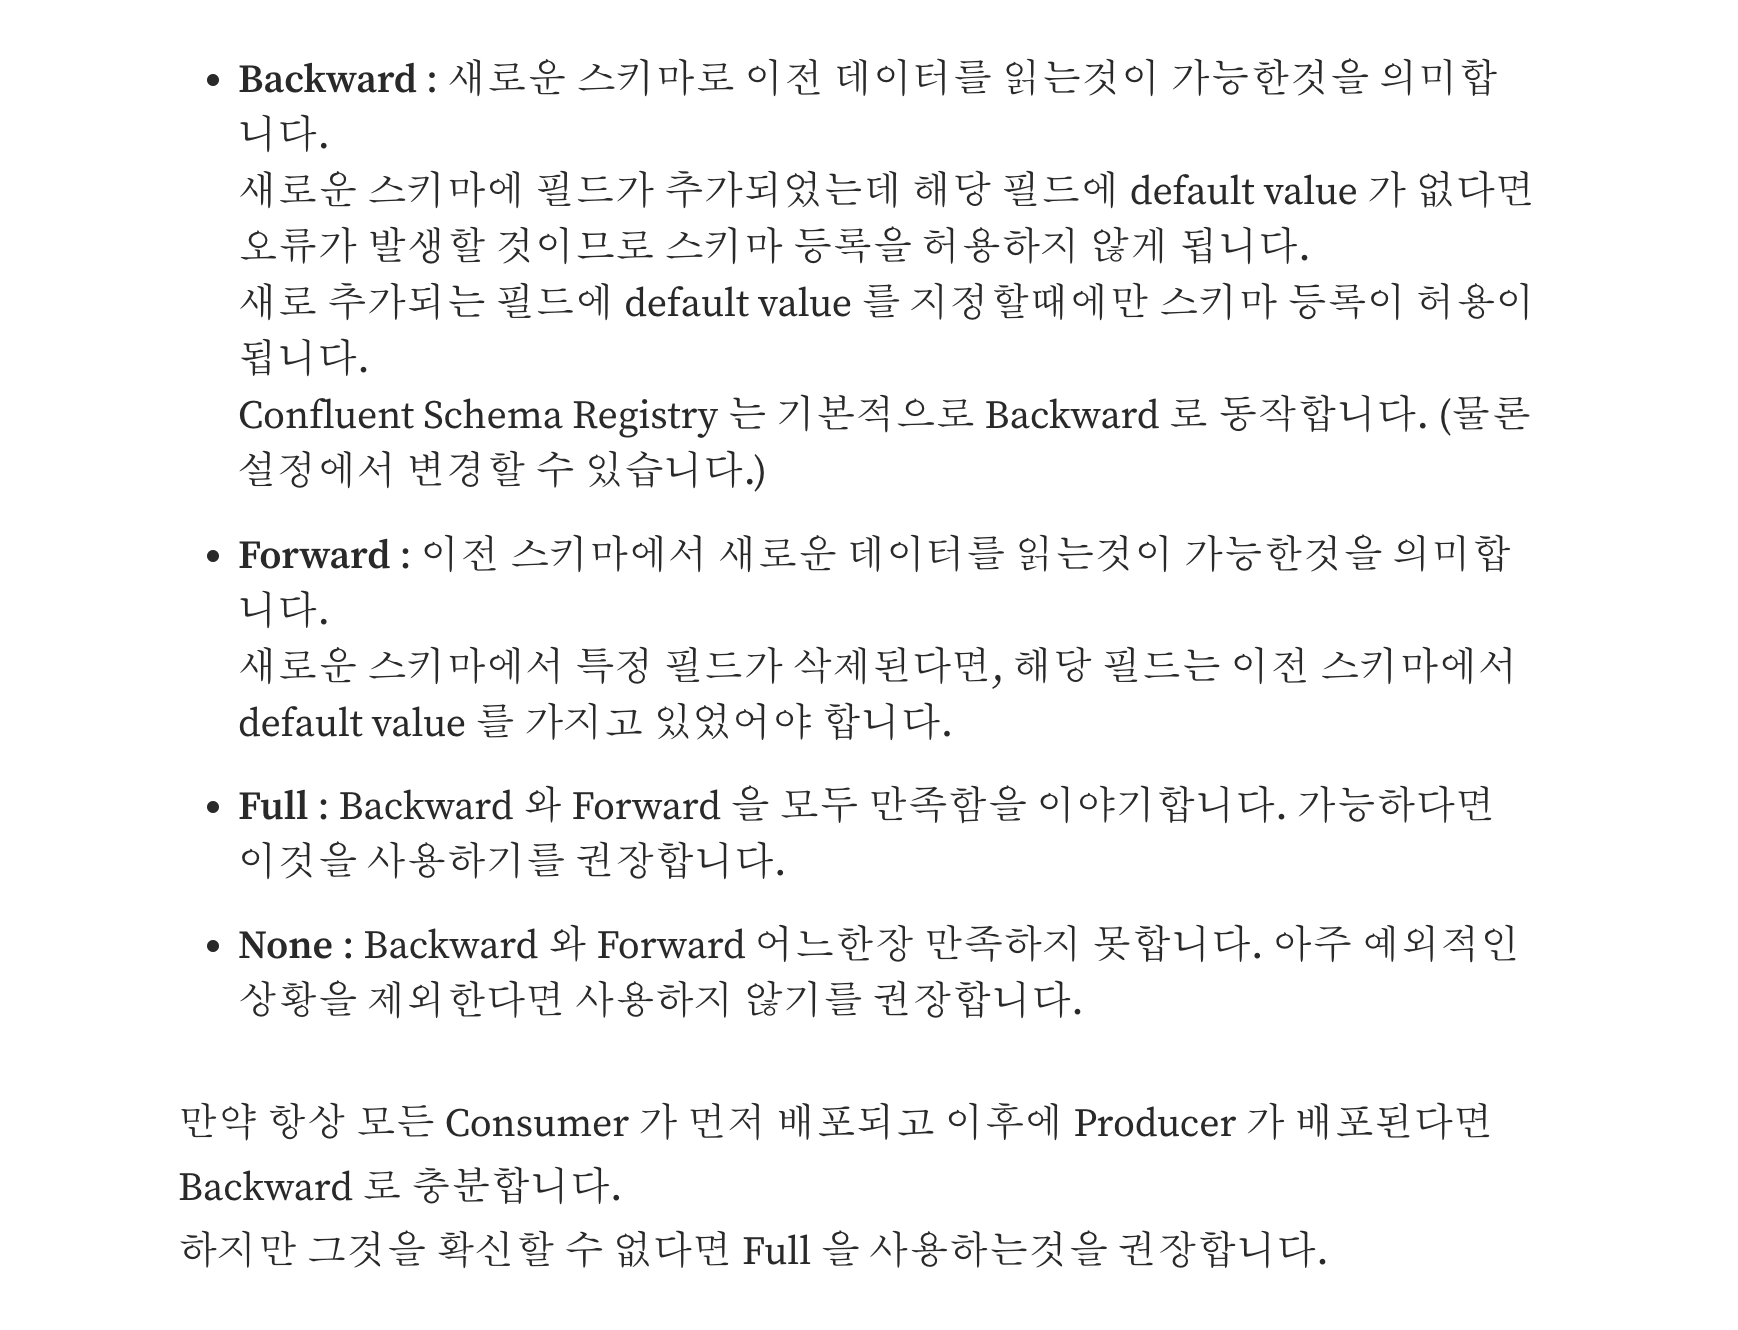 • Backward : 새로운 스키마로 이전 데이터를 읽는것이 가능한것을 의미합
니다.
새로운 스키마에 필드가 추가되었는데 해당 필드에 default value 가 없다면
오류가 발생할 것이므로 스키마 등록을 허용하지 않게 됩니다.
새로 추가되는 필드에 default value 를 지정할때에만 스키마 등록이 허용이
됩니다.
Confluent Schema Registry 는 기본적으로 Backward 로 동작합니다. (물론
설정에서 변경할 수 있습니다.)
• Forward : 이전 스키마에서 새로운 데이터를 읽는것이 가능한것을 의미합
니다.
새로운 스키마에서 특정 필드가 삭제된다면, 해당 필드는 이전 스키마에서
default value 를 가지고 있었어야 합니다.
• Full : Backward 와 Forward 을 모두 만족함을 이야기합니다. 가능하다면
이것을 사용하기를 권장합니다.
• None : Backward 와 Forward 어느한장 만족하지 못합니다. 아주 예외적인
상황을 제외한다면 사용하지 않기를 권장합니다.
만약 항상 모든 Consumer 가 먼저 배포되고 이후에 Producer 가 배포된다면
Backward 로 충분합니다.
하지만 그것을 확신할 수 없다면 Full 을 사용하는것을 권장합니다.